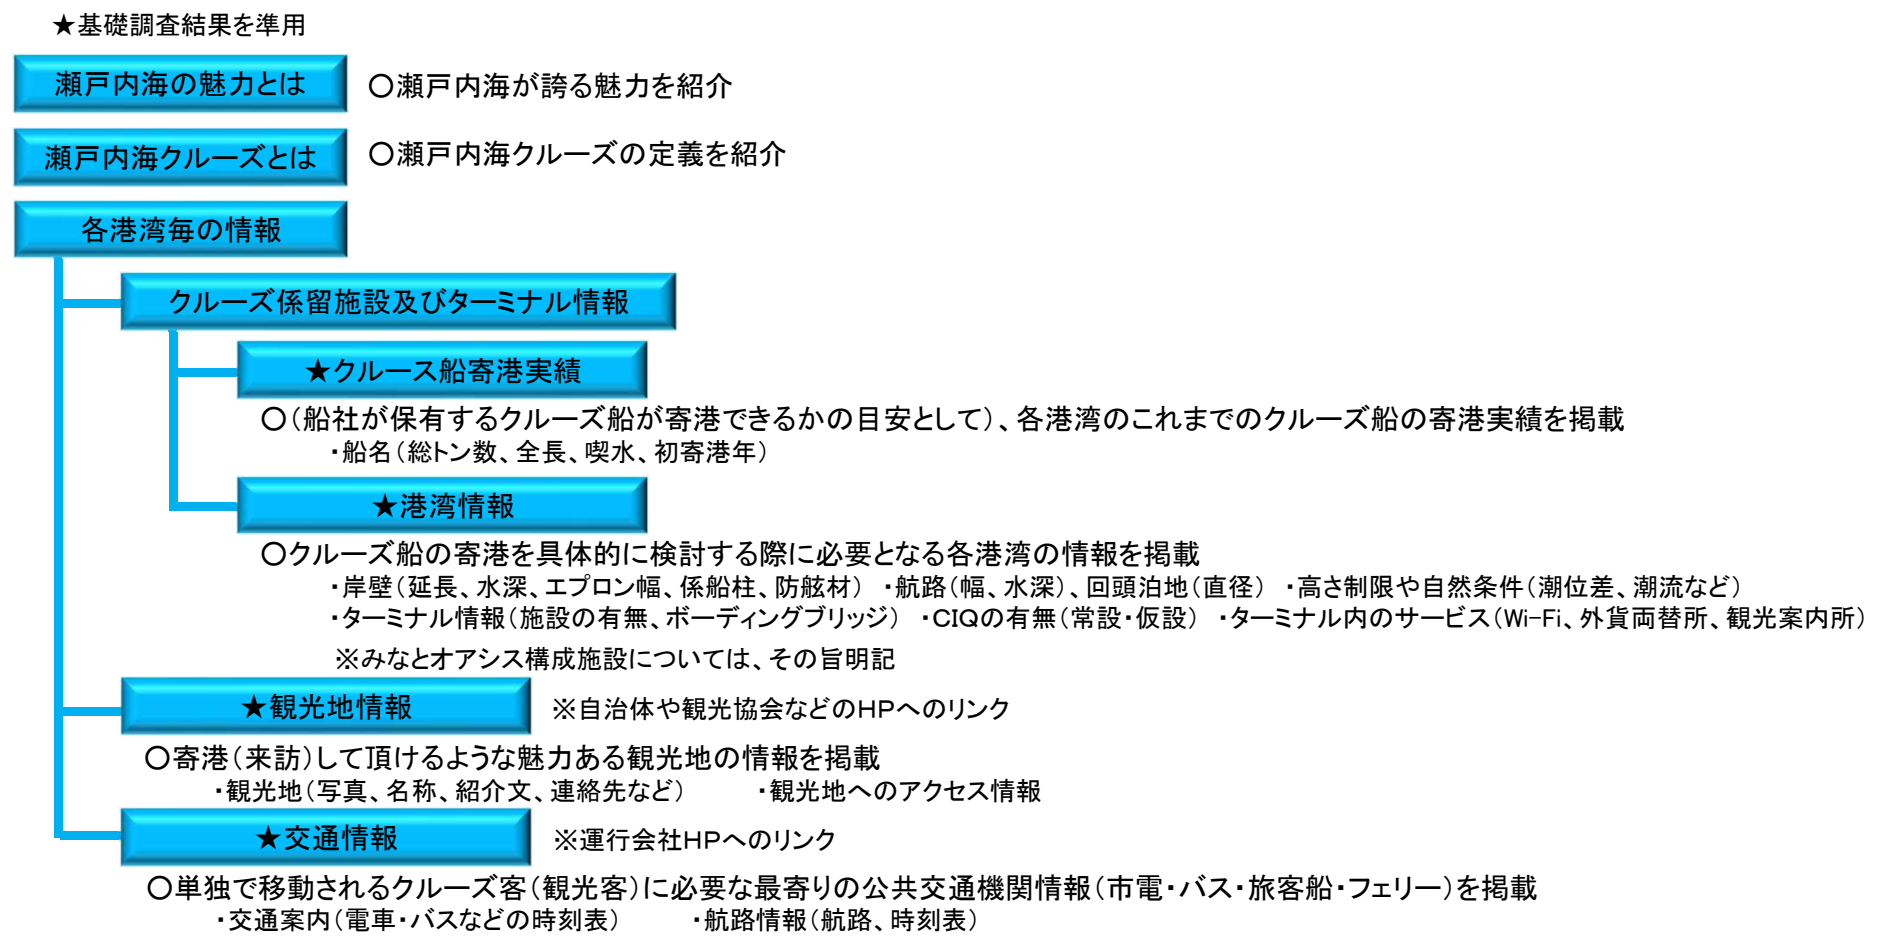 ★基礎調査結果を準用
瀬戸内海の魅力とは
〇瀬戸内海が誇る魅力を紹介
瀬戸内海クルーズとは
〇瀬戸内海クルーズの定義を紹介
各港湾毎の情報
クルーズ係留施設及びターミナル情報
★クルース船寄港実績
〇（船社が保有するクルーズ船が寄港できるかの目安として）、各港湾のこれまでのクルーズ船の寄港実績を掲載
・船名（総トン数、全長、喫水、初寄港年）
★港湾情報
〇クルーズ船の寄港を具体的に検討する際に必要となる各港湾の情報を掲載
・岸壁（延長、水深、エプロン幅、係船柱、防舷材） ・航路（幅、水深）、回頭泊地（直径） ・高さ制限や自然条件（潮位差、潮流など）
・ターミナル情報（施設の有無、ボーディングブリッジ） ・CIQの有無（常設・仮設） ・ターミナル内のサービス（Wi-Fi、外貨両替所、観光案内所）
※みなとオアシス構成施設については、その旨明記
★観光地情報
※自治体や観光協会などのHPへのリンク
〇寄港（来訪）して頂けるような魅力ある観光地の情報を掲載
・観光地（写真、名称、紹介文、連絡先など） ・観光地へのアクセス情報
★交通情報
※運行会社HPへのリンク
〇単独で移動されるクルーズ客（観光客）に必要な最寄りの公共交通機関情報（市電・バス・旅客船・フェリー）を掲載
・交通案内（電車・バスなどの時刻表） ・航路情報（航路、時刻表）